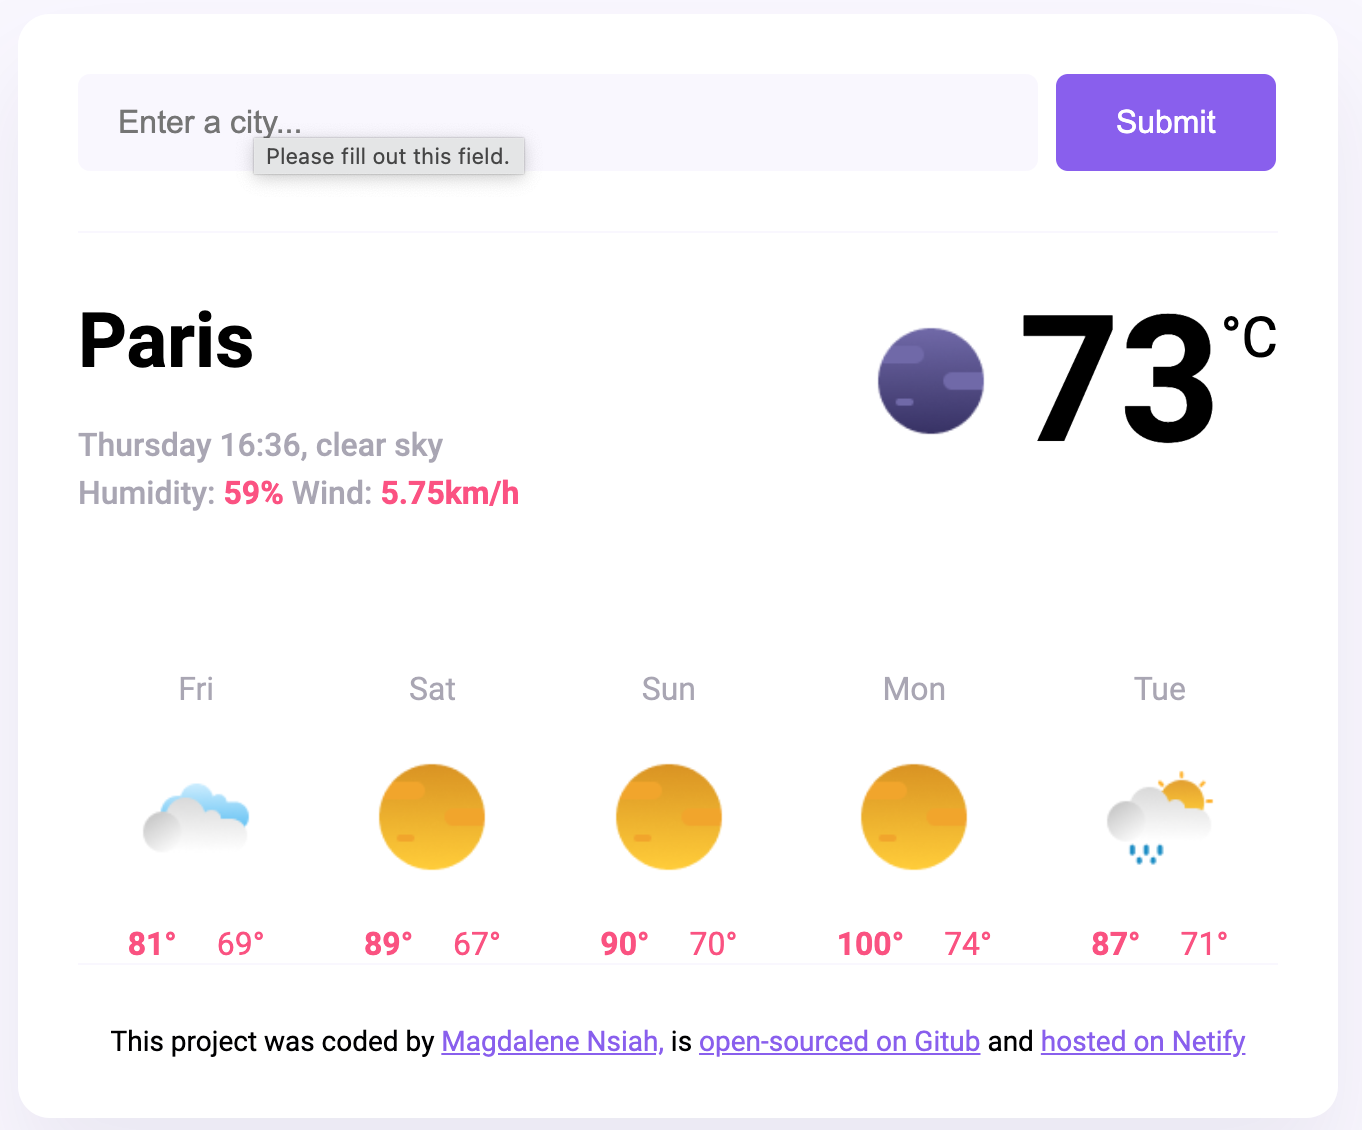 Enter a city...
Submit
Please fill out this field.
Paris
73 °C
Thursday 16:36, clear sky
Humidity: 59% Wind: 5.75km/h
Fri Sat Sun Mon Tue
81° 69° 89° 67° 90° 70° 100° 74° 87° 71°
This project was coded by Magdalene Nsiah, is open-sourced on Gitub and hosted on Netify